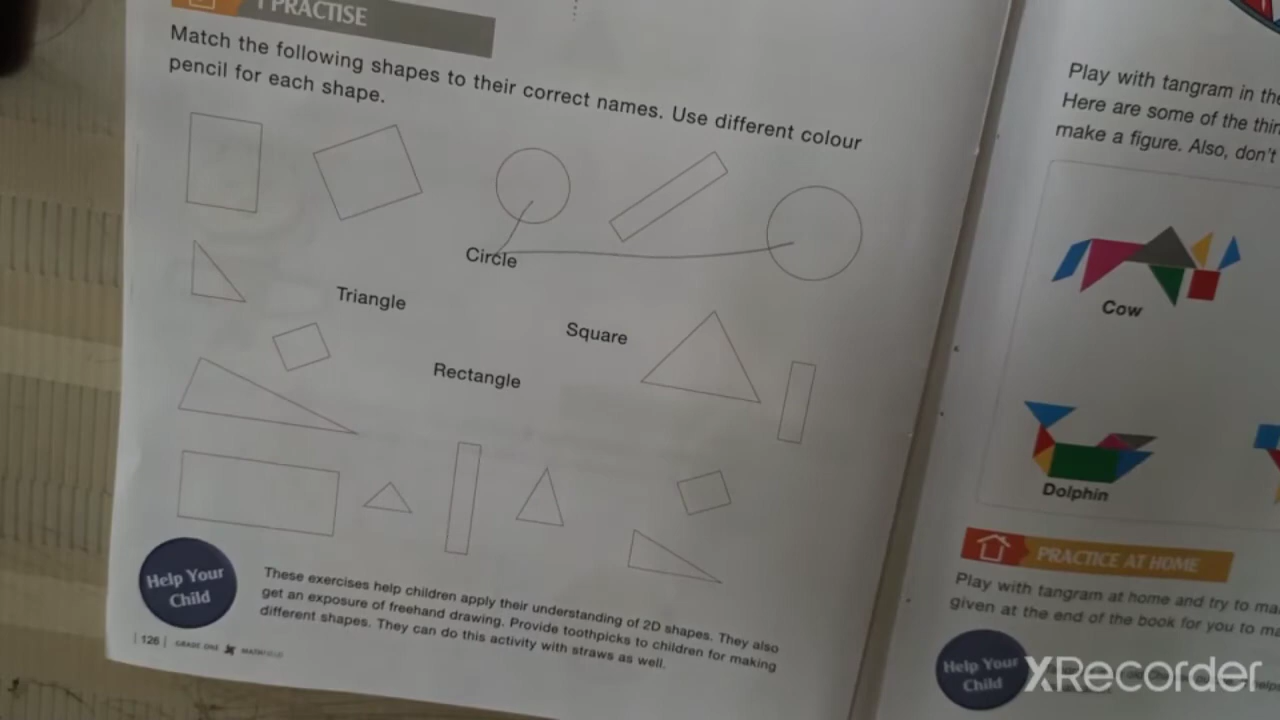 I PRACTISE
Match the following shapes to their correct names. Use different colour
pencil for each shape.
Circle
Triangle
Square
Rectangle
Help Your
Child
These exercises help children apply their understanding of 2D shapes. They also
get an exposure of freehand drawing. Provide toothpicks to children for making
different shapes. They can do this activity with straws as well.
| 126 | GRADE ONE MATHFIELD
Play with tangram in the
Here are some of the
make a figure. Also, don't
Cow
Dolphin
PRACTICE AT HOME
Play with tangram at home and try to
given at the end of the book for you to
Help Your
Child
XRecorder